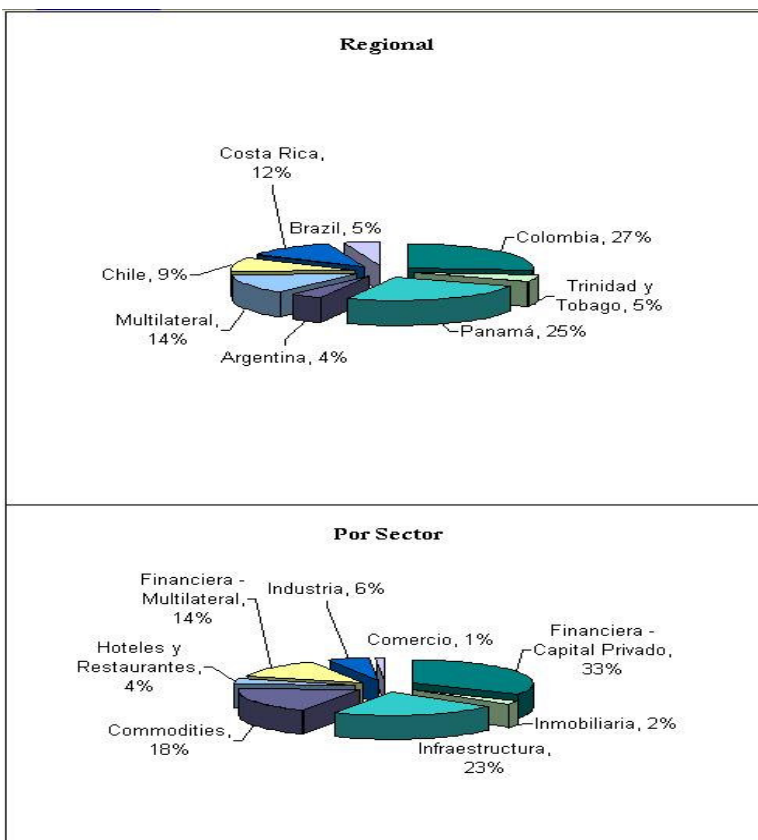 Regional
Costa Rica,
12%
Brazil, 5%
Colombia, 27%
Chile, 9%
Trinidad y
Tobago, 5%
Multilateral,
14%
Panamá, 25%
Argentina, 4%
Por Sector
Financiera -
Multilateral,
14%
Industria, 6%
Comercio, 1%
Financiera -
Capital Privado,
33%
Hoteles y
Restaurantes,
4%
Inmobiliaria, 2%
Commodities,
18%
Infraestructura,
23%